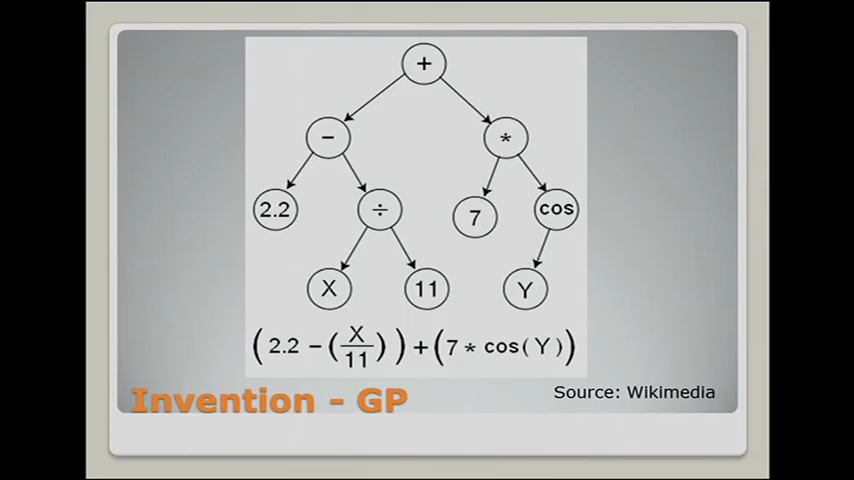 +
− *
2.2 ÷ 7 cos
X 11 Y
(2.2 − (X/11)) + (7 * cos(Y))
Invention - GP
Source: Wikimedia